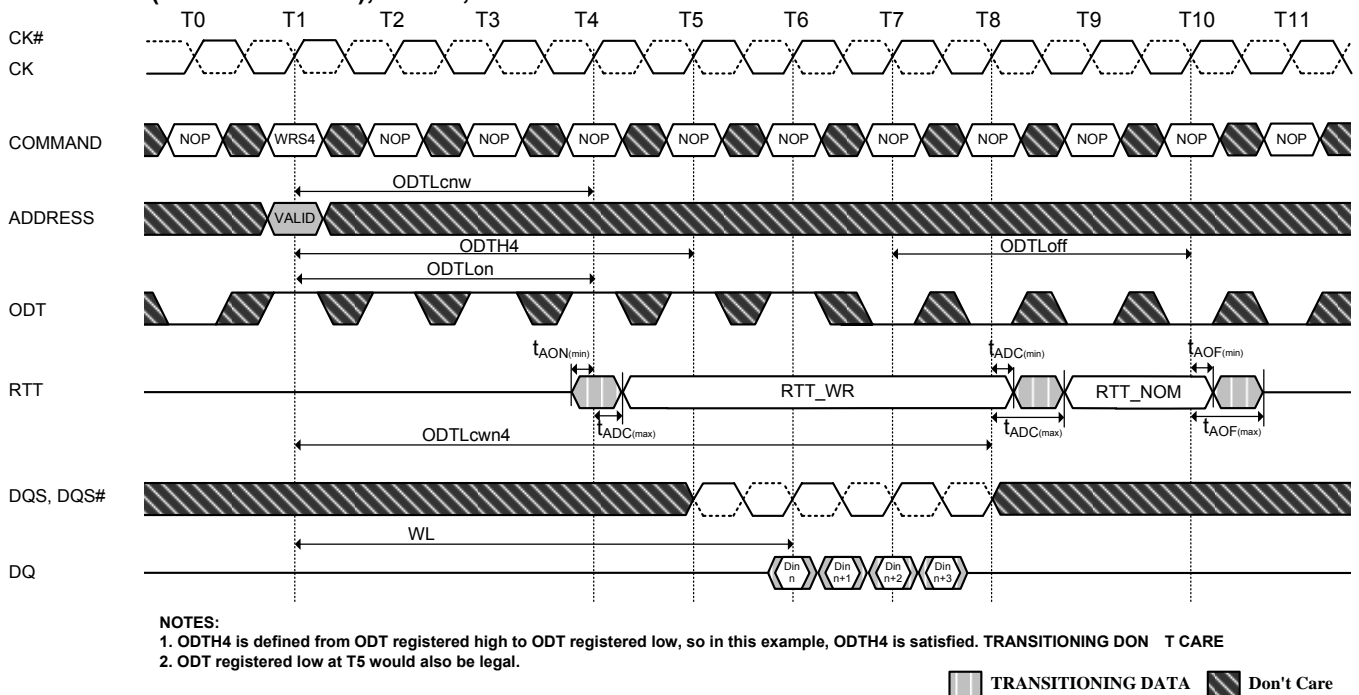 T0 T1 T2 T3 T4 T5 T6 T7 T8 T9 T10 T11
CK#
CK
COMMAND NOP WRS4 NOP NOP NOP NOP NOP NOP NOP NOP NOP NOP
ODTLcnw
ADDRESS VALID
ODTH4 ODTLoff
ODTLon
ODT
tAON(min) tADC(min) tAOF(min)
RTT RTT_WR RTT_NOM
tADC(max) tADC(max) tAOF(max)
ODTLcwn4
DQS, DQS#
WL
DQ Din n Din n+1 Din n+2 Din n+3
NOTES:
1. ODTH4 is defined from ODT registered high to ODT registered low, so in this example, ODTH4 is satisfied. TRANSITIONING DON T CARE
2. ODT registered low at T5 would also be legal.
TRANSITIONING DATA Don't Care